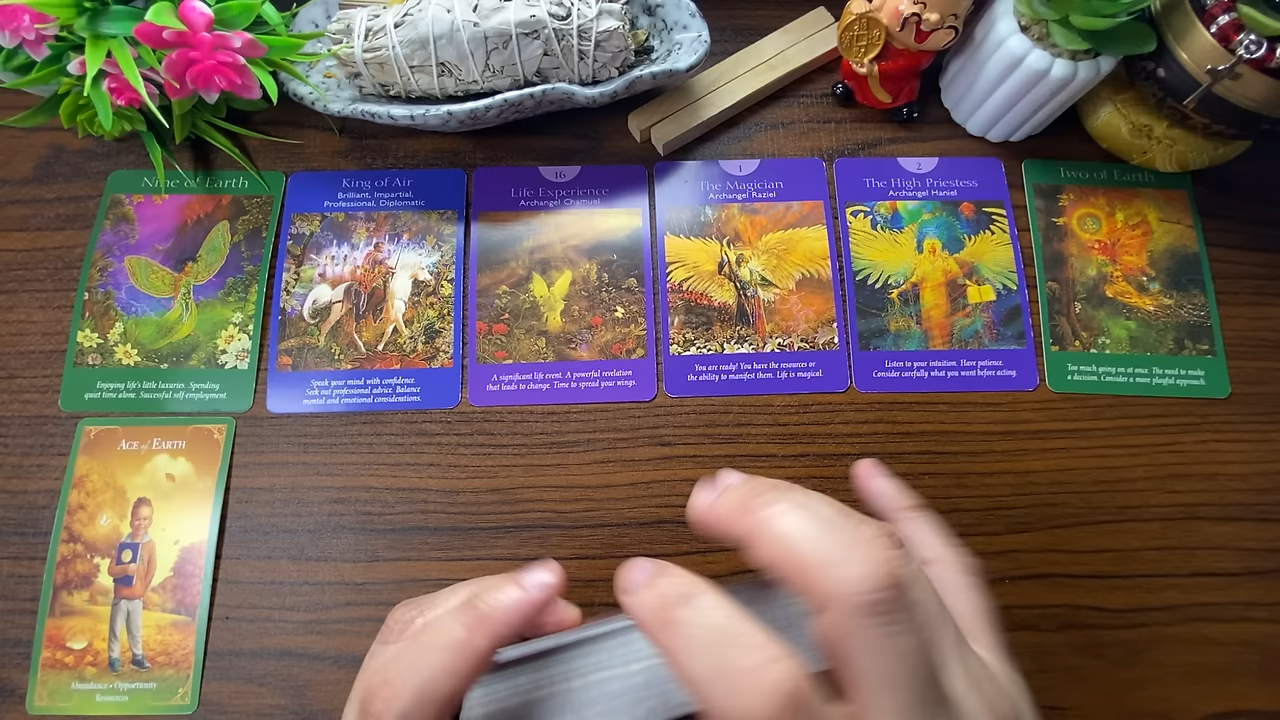 Nine of Earth
Enjoying life's little luxuries. Spending
quiet time alone. Successful self-employment.
King of Air
Brilliant, Impartial,
Professional, Diplomatic
Speak your mind with confidence.
Seek out professional advice. Balance
mental and emotional considerations.
16
Life Experience
Archangel Chamuel
A significant life event. A powerful revelation
that leads to change. Time to spread your wings.
1
The Magician
Archangel Raziel
You are ready! You have the resources or
the ability to manifest them. Life is magical.
2
The High Priestess
Archangel Haniel
Listen to your intuition. Have patience.
Consider carefully what you want before acting.
Two of Earth
Too much going on at once. The need to make
a decision. Consider a more playful approach.
ACE of EARTH
Abundance • Opportunity
Resources